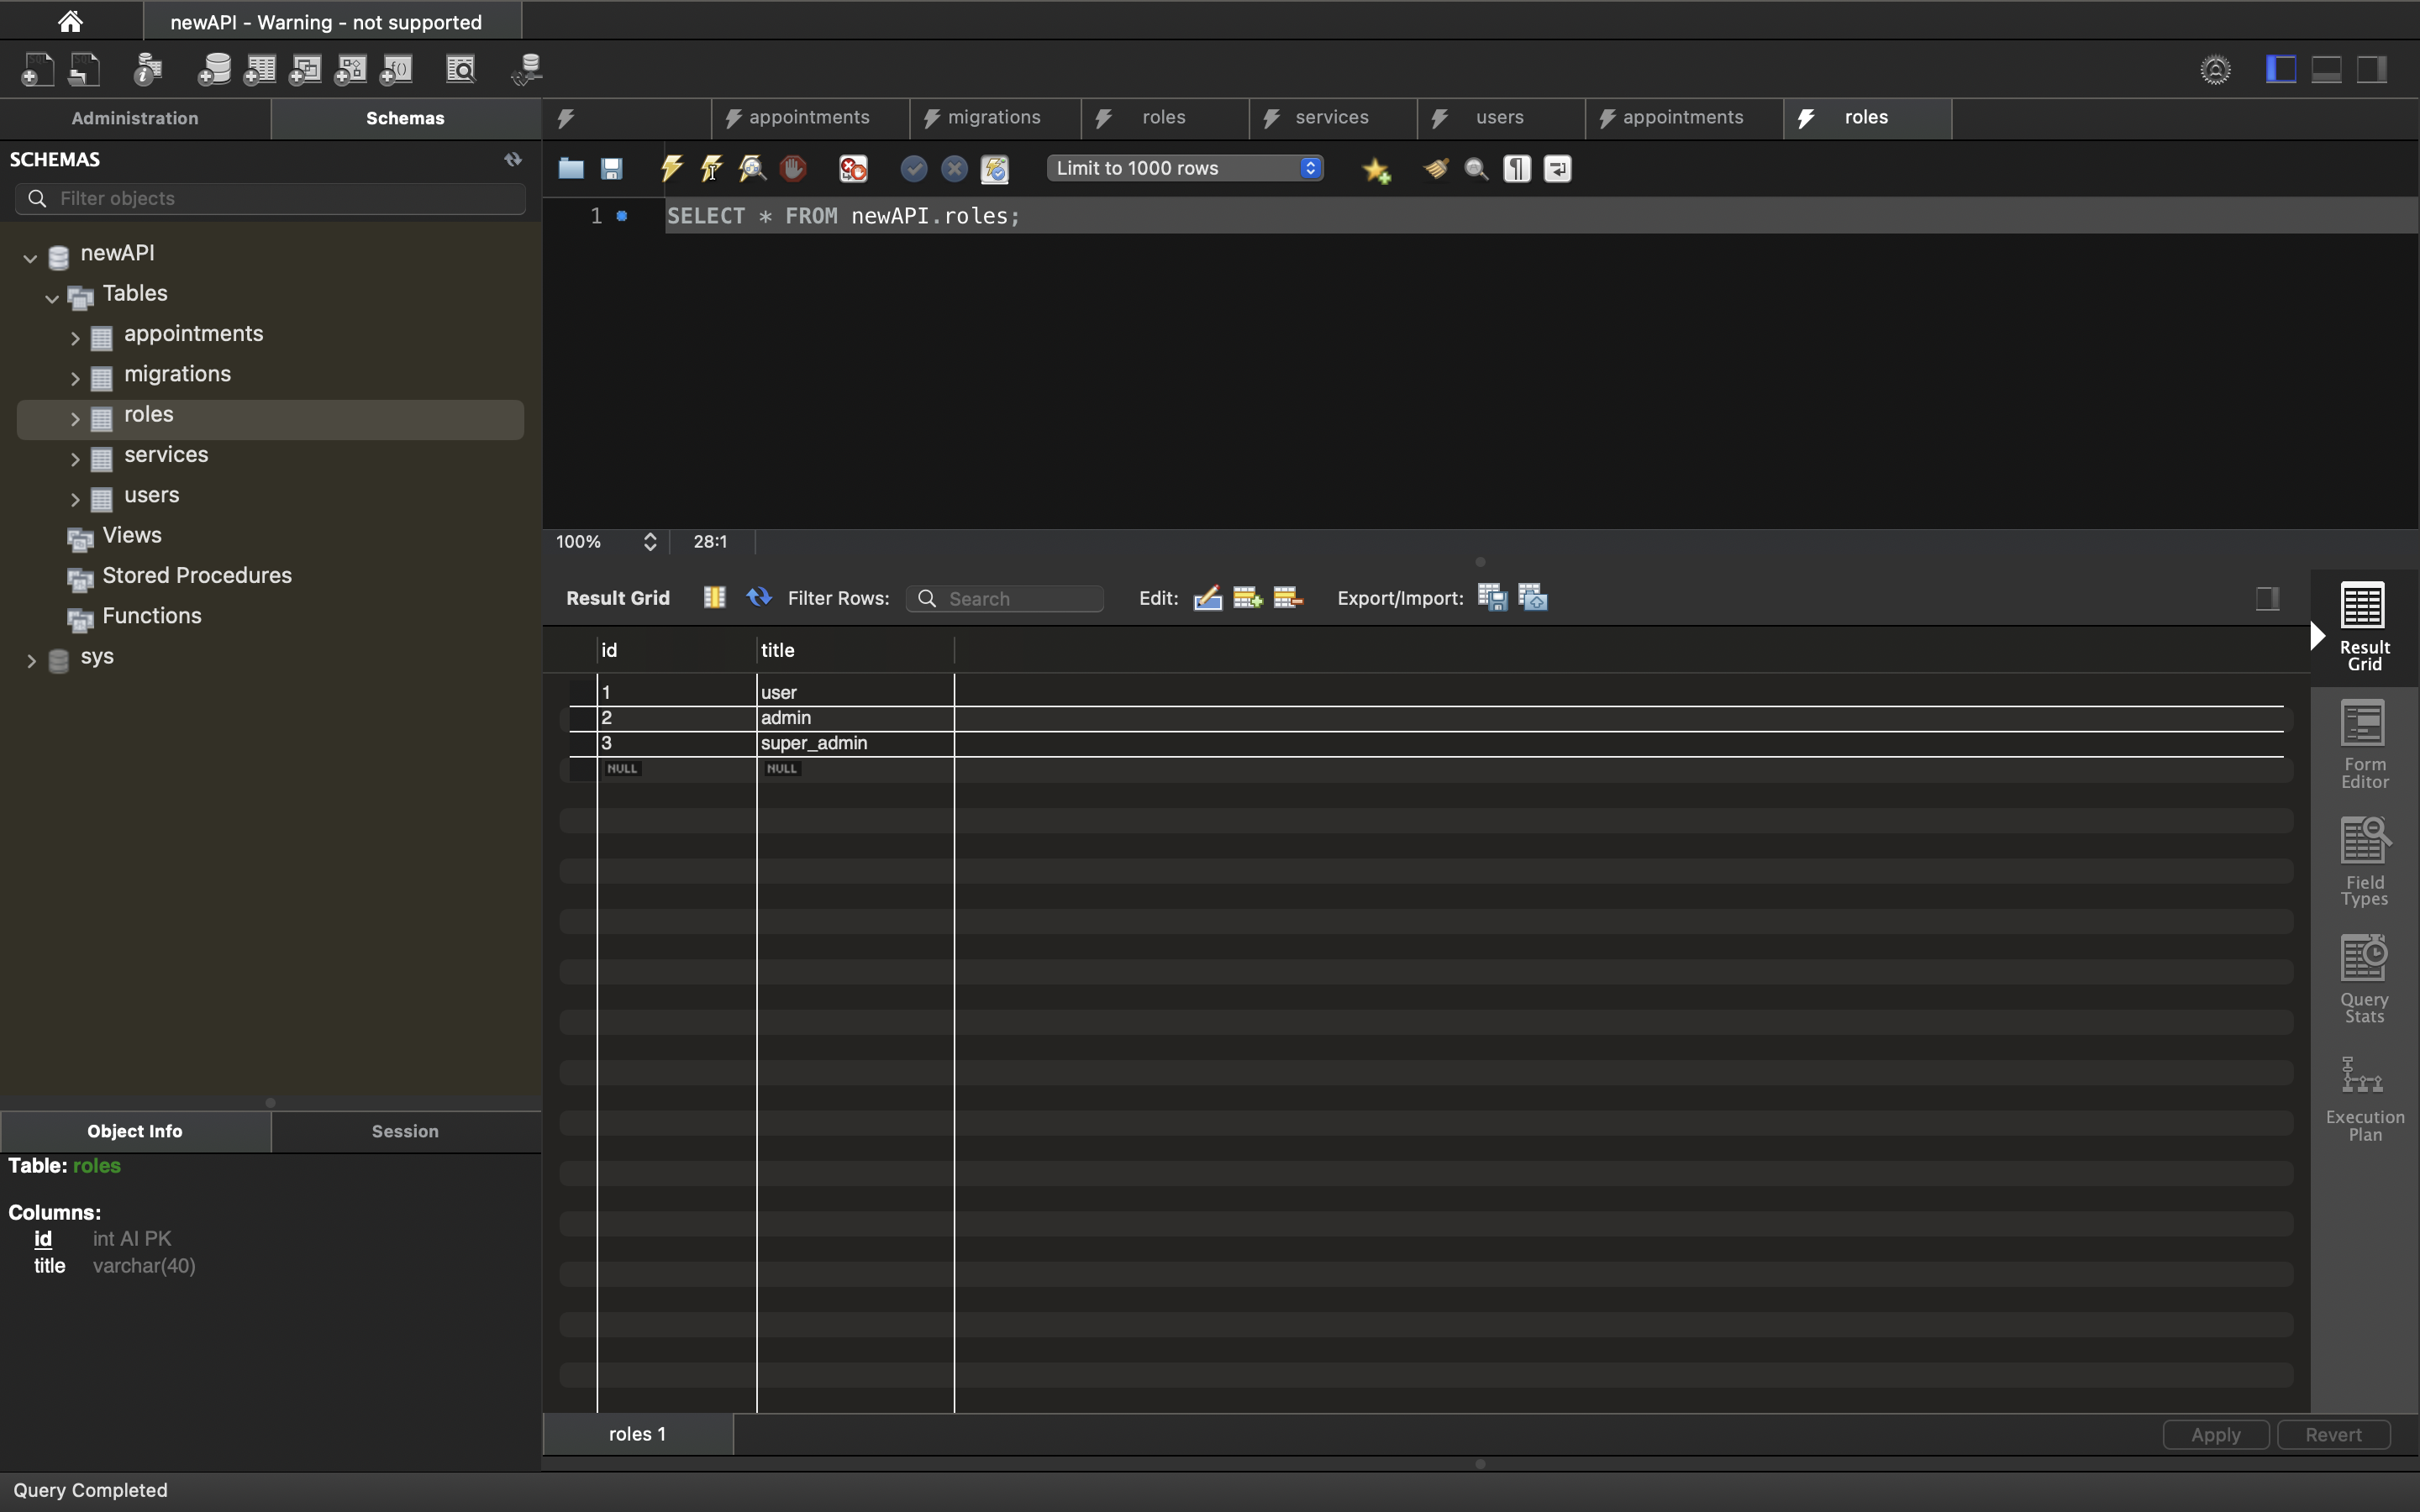 newAPI - Warning - not supported
Administration
Schemas
appointments
migrations
roles
services
users
appointments
roles
SCHEMAS
Filter objects
Limit to 1000 rows
1
SELECT * FROM newAPI.roles;
newAPI
Tables
appointments
migrations
roles
services
users
Views
Stored Procedures
Functions
sys
100%
28:1
Result Grid
Filter Rows:
Search
Edit:
Export/Import:
id
title
1
user
2
admin
3
super_admin
NULL
NULL
Result
Grid
Form
Editor
Field
Types
Query
Stats
Execution
Plan
Object Info
Session
Table: roles
Columns:
id int AI PK
title varchar(40)
roles 1
Apply
Revert
Query Completed